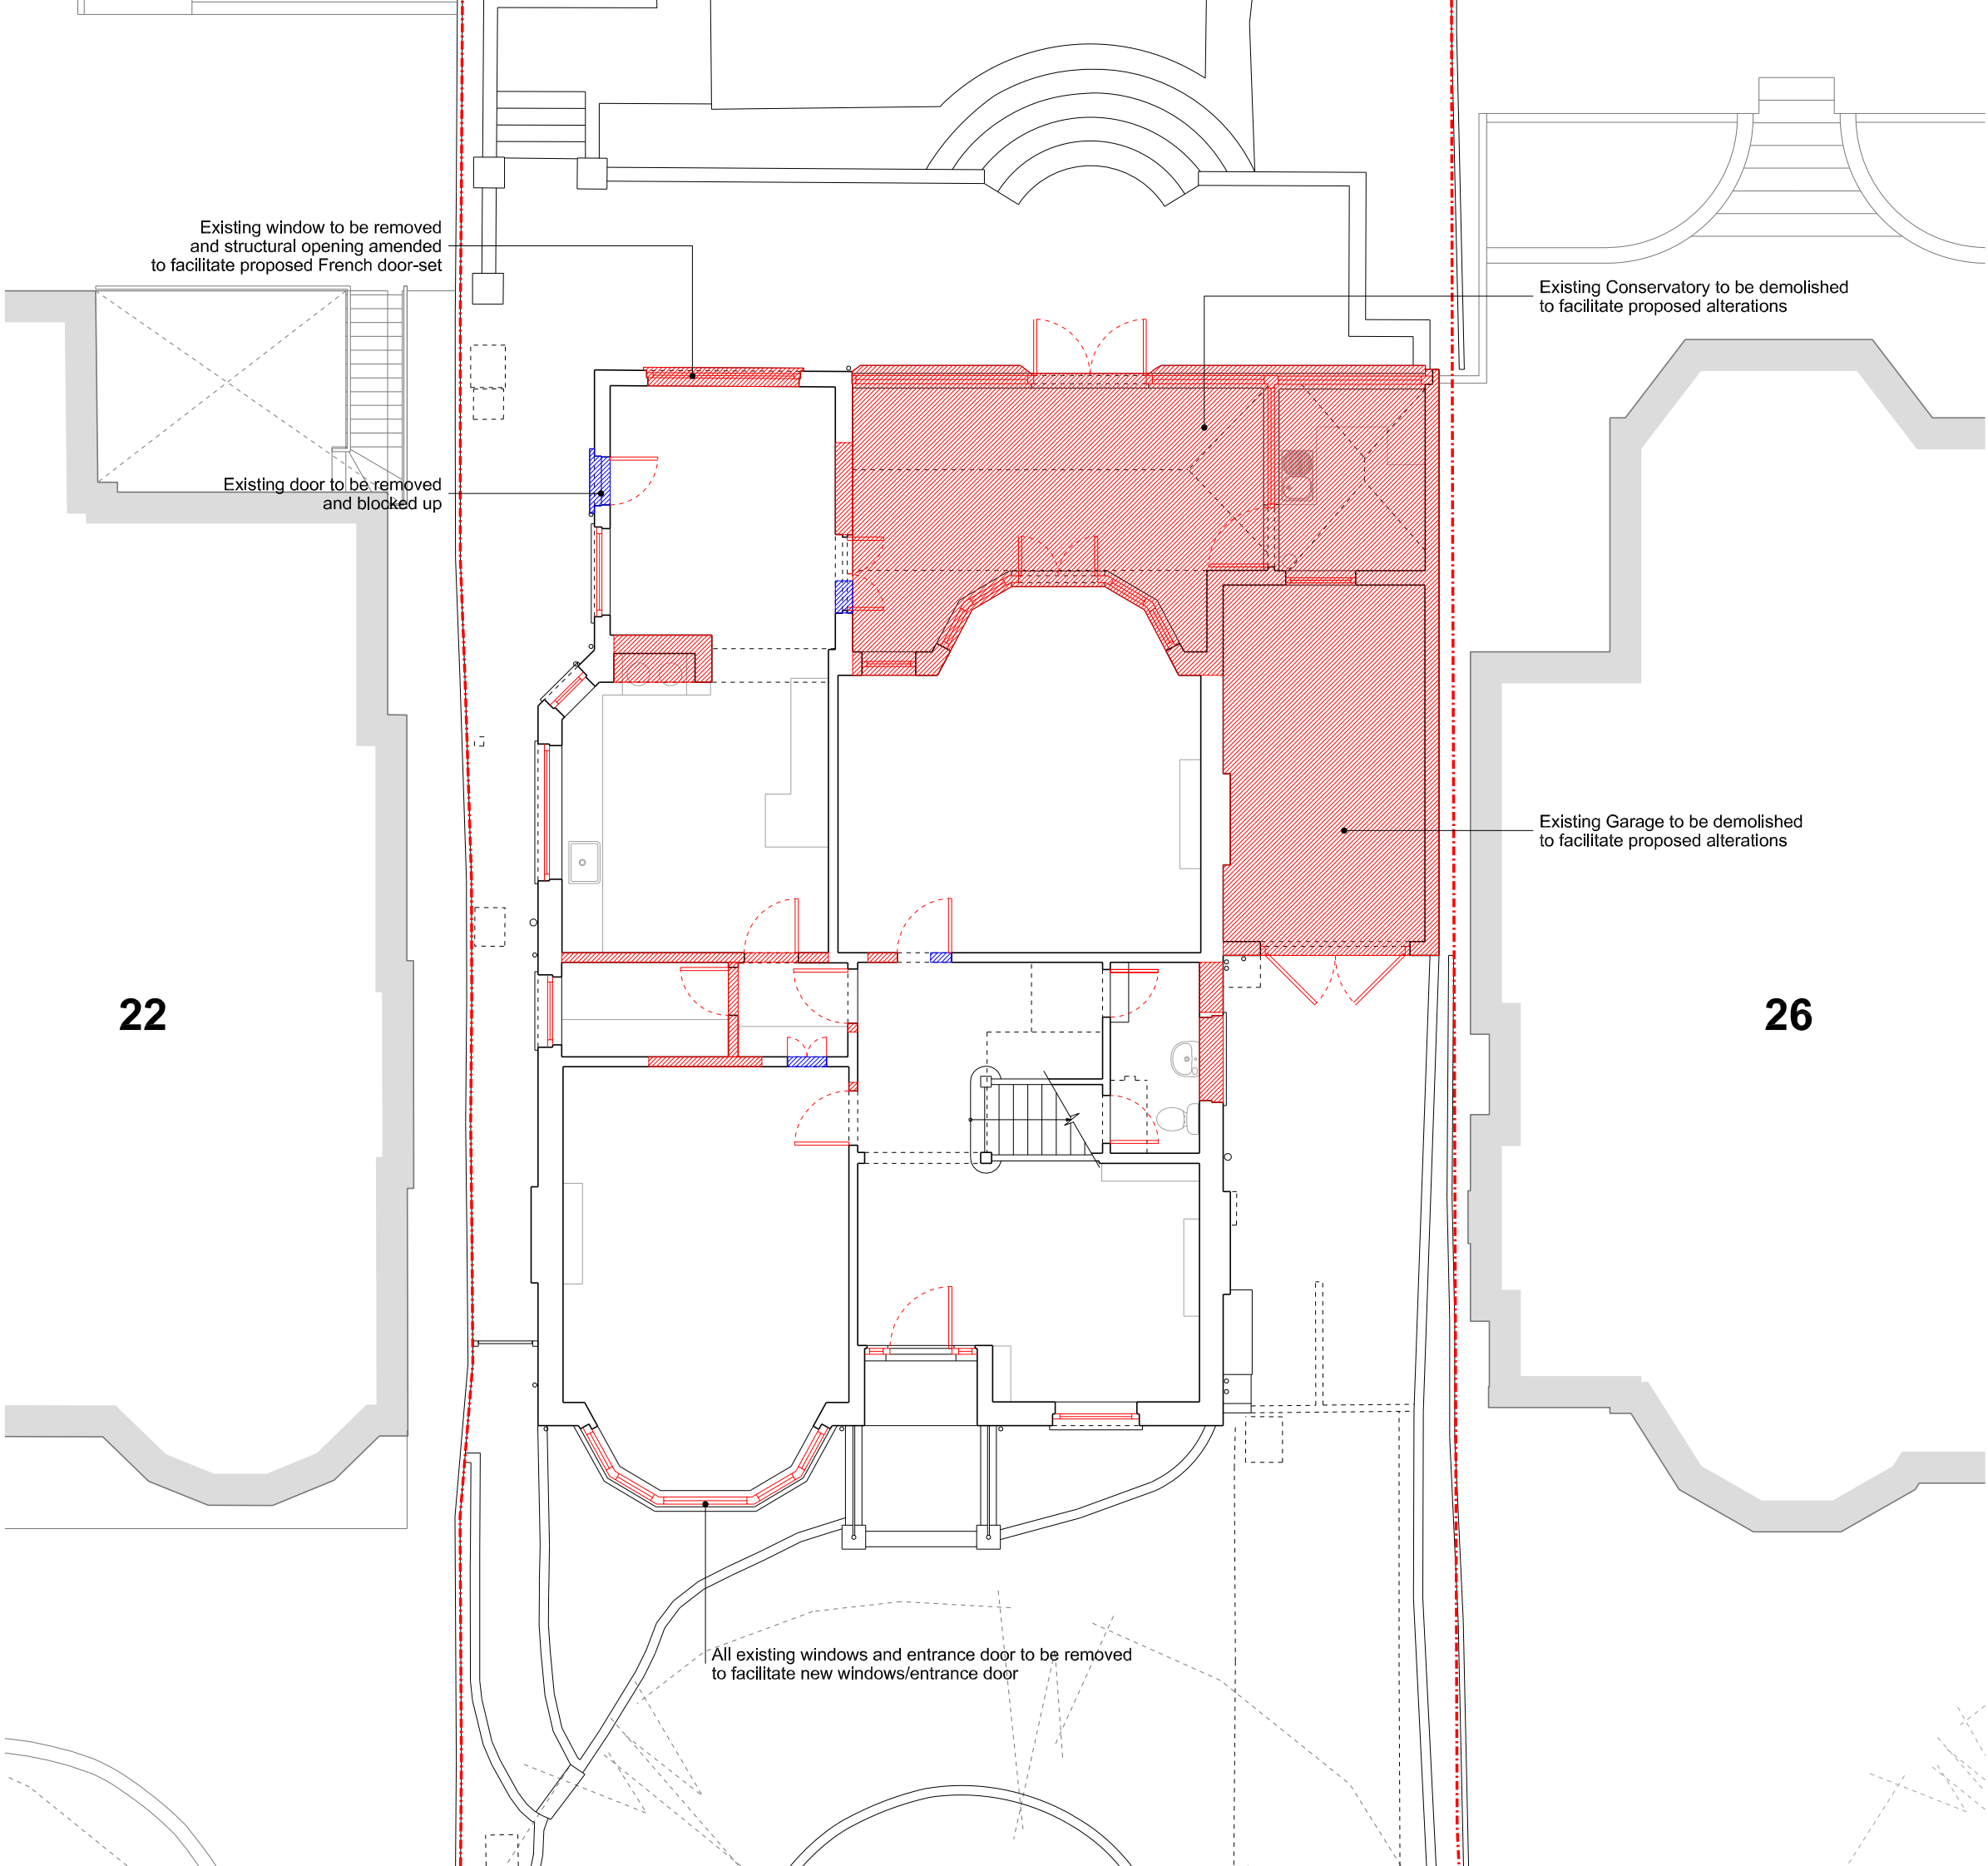 Existing window to be removed
and structural opening amended
to facilitate proposed French door-set
Existing Conservatory to be demolished
to facilitate proposed alterations
Existing door to be removed
and blocked up
Existing Garage to be demolished
to facilitate proposed alterations
22
26
All existing windows and entrance door to be removed
to facilitate new windows/entrance door